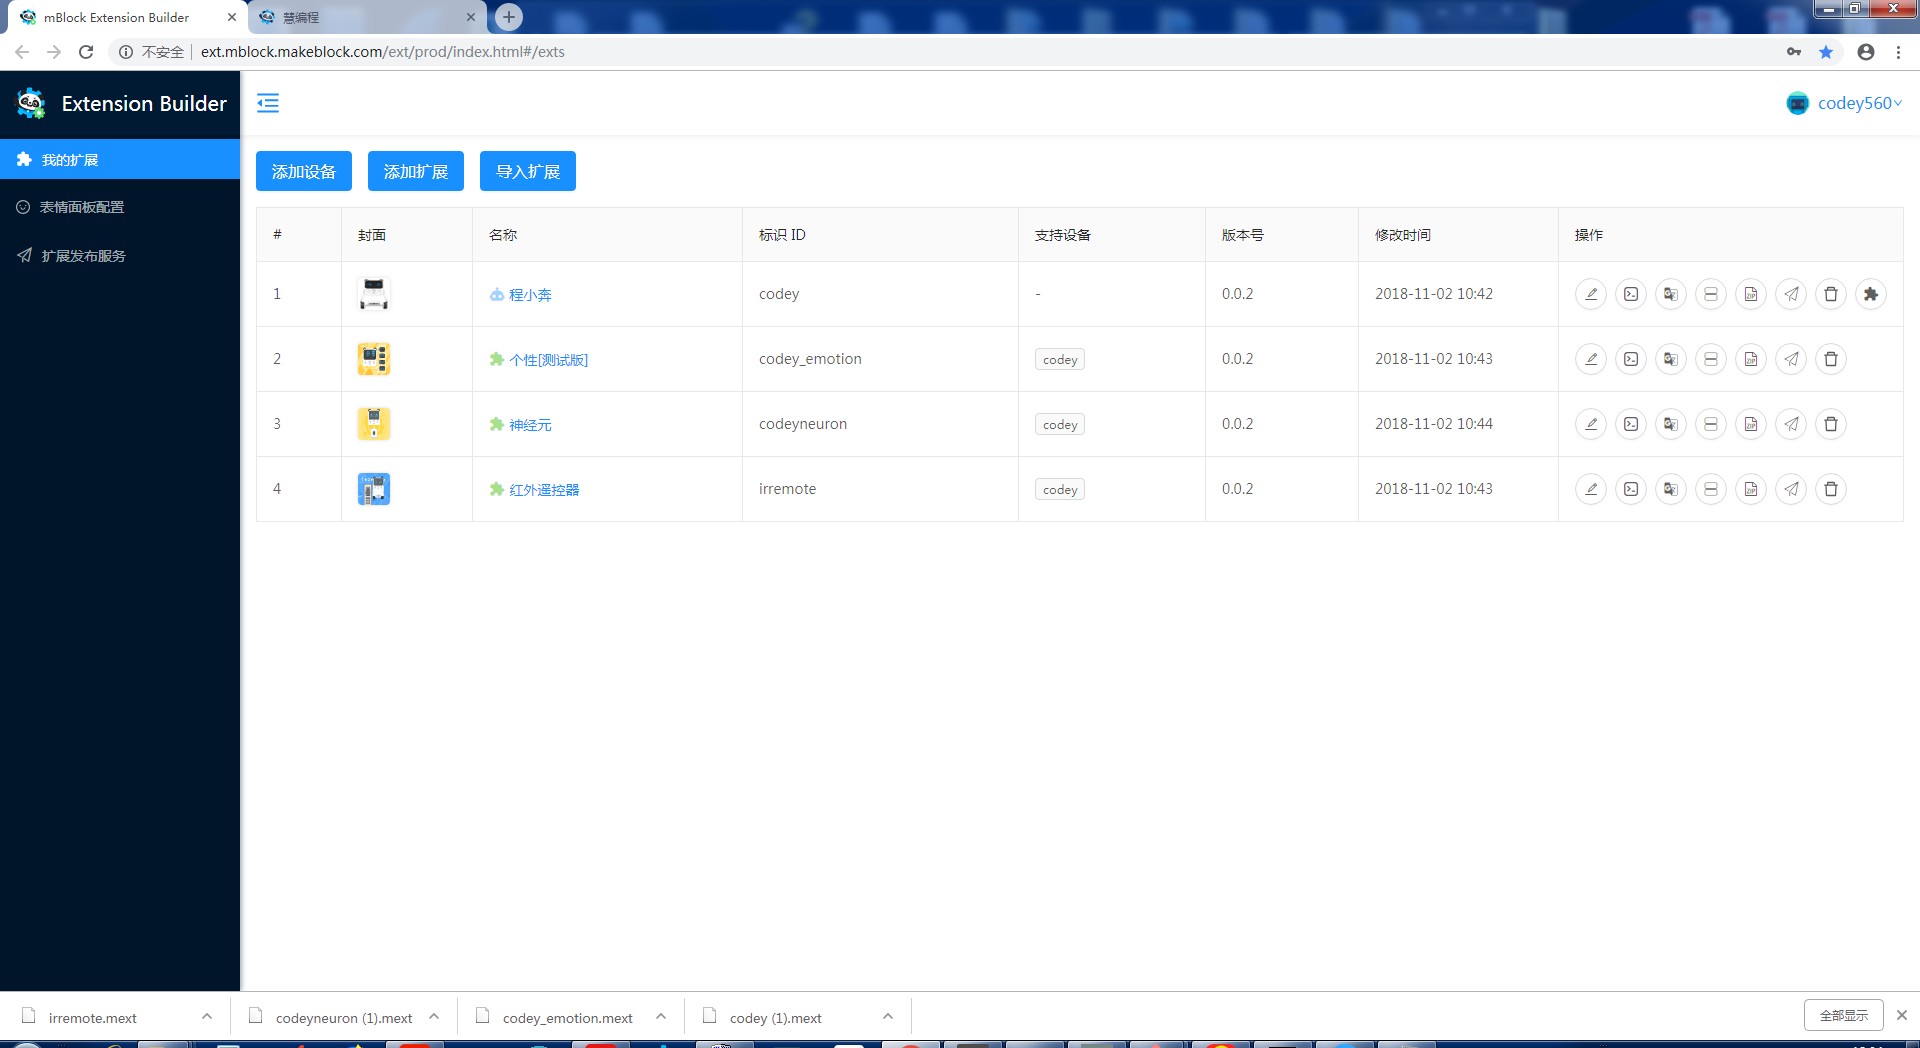 mBlock Extension Builder
慧编程
不安全 ext.mblock.makeblock.com/ext/prod/index.html#/exts
Extension Builder
codey560
我的扩展
表情面板配置
扩展发布服务
添加设备 添加扩展 导入扩展
# 封面 名称 标识 ID 支持设备 版本号 修改时间 操作
1 程小奔 codey - 0.0.2 2018-11-02 10:42
2 个性[测试版] codey_emotion codey 0.0.2 2018-11-02 10:43
3 神经元 codeyneuron codey 0.0.2 2018-11-02 10:44
4 红外遥控器 irremote codey 0.0.2 2018-11-02 10:43
irremote.mext codeyneuron (1).mext codey_emotion.mext codey (1).mext 全部显示